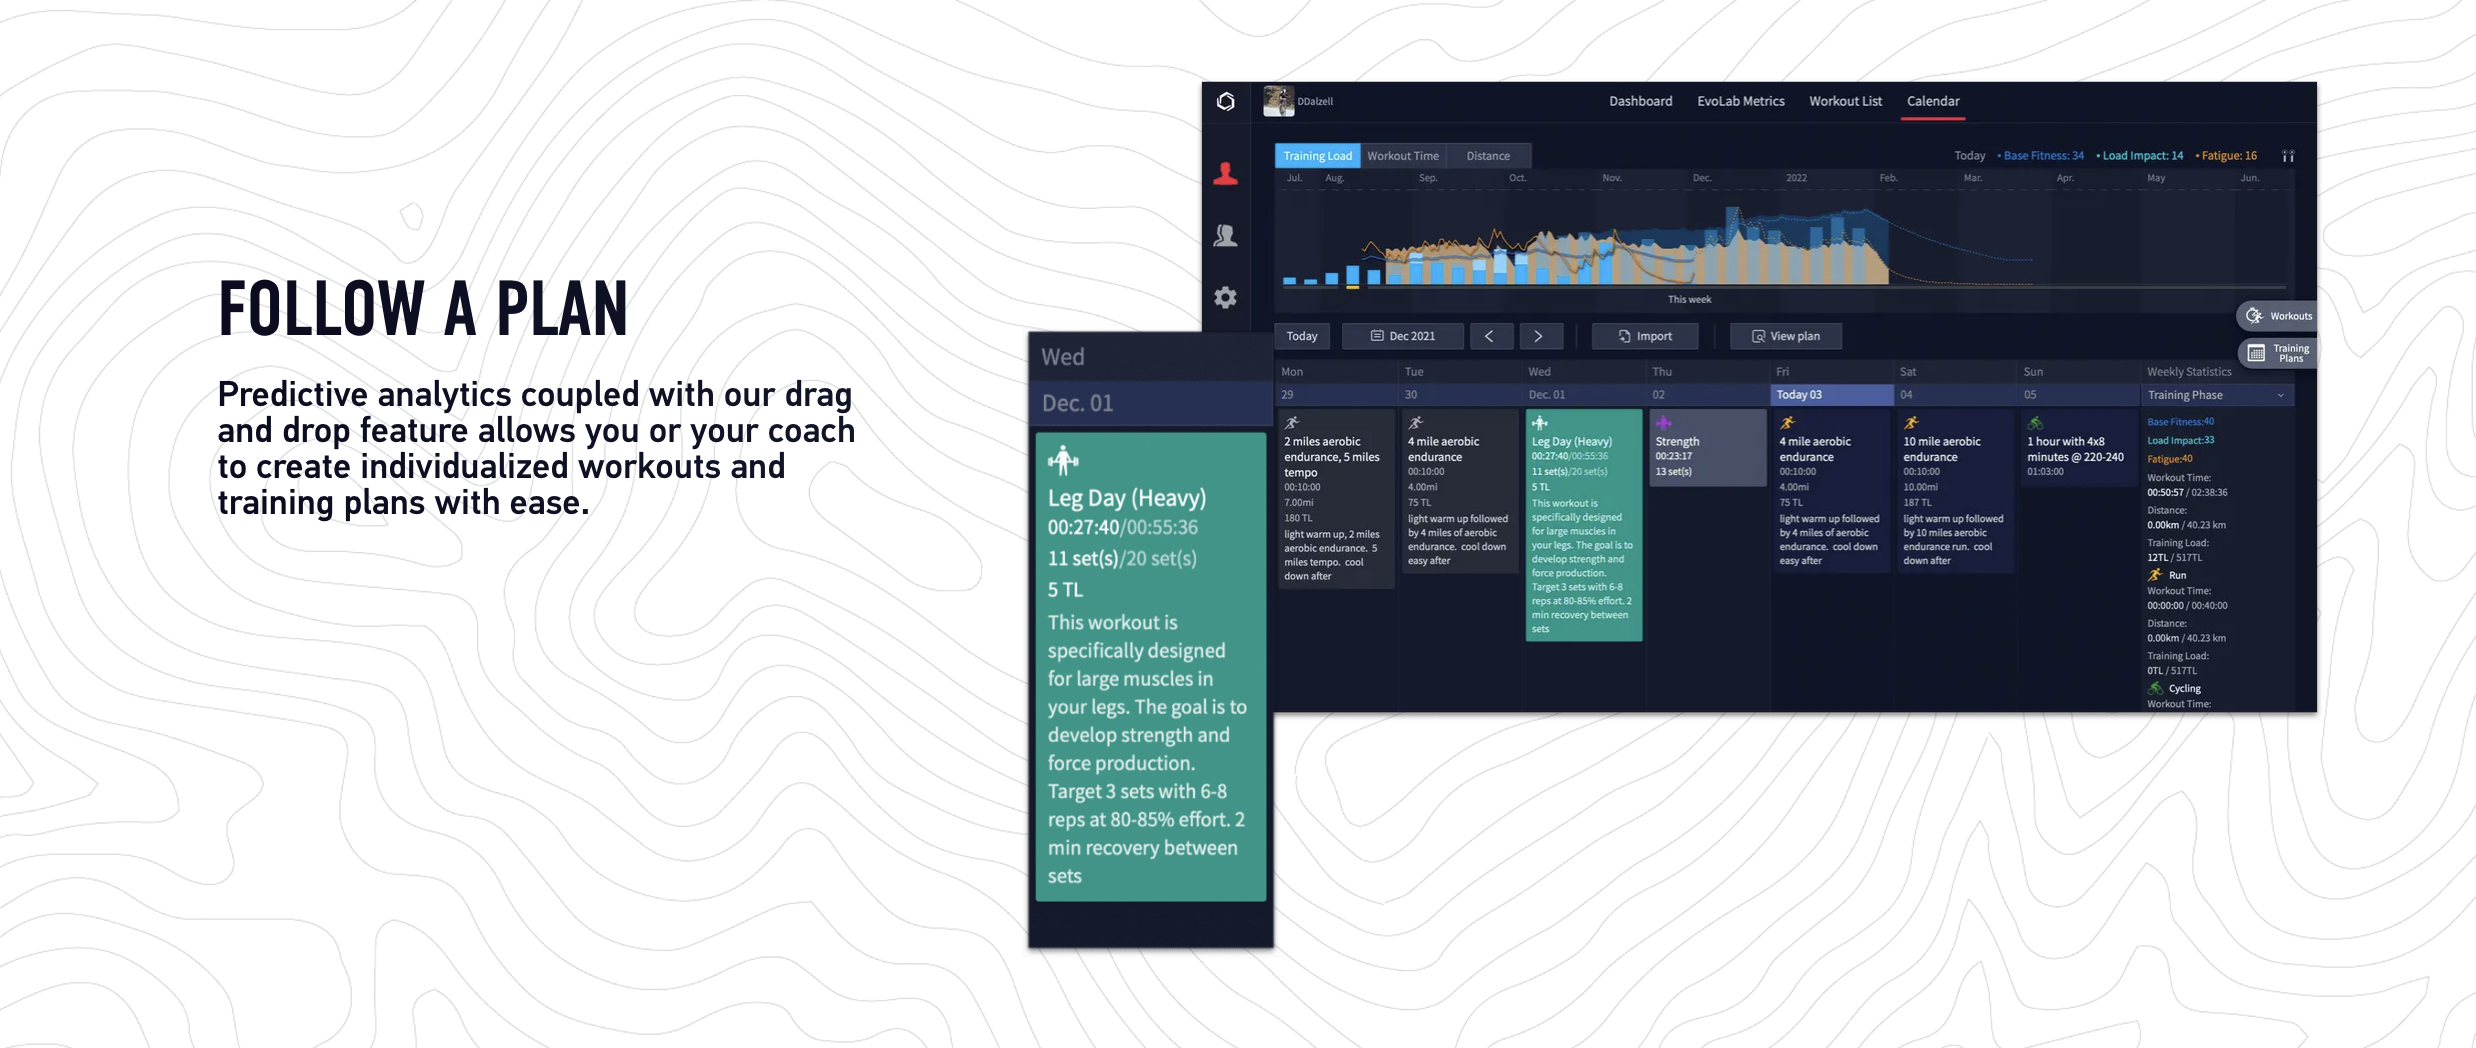 FOLLOW A PLAN
Predictive analytics coupled with our drag
and drop feature allows you or your coach
to create individualized workouts and
training plans with ease.
Wed
Dec. 01
Leg Day (Heavy)
00:27:40/00:55:36
11 set(s)/20 set(s)
5 TL
This workout is
specifically designed
for large muscles in
your legs. The goal is to
develop strength and
force production.
Target 3 sets with 6-8
reps at 80-85% effort. 2
min recovery between
sets
DDalzell
Dashboard EvoLab Metrics Workout List Calendar
Training Load Workout Time Distance
Today • Base Fitness: 34 • Load Impact: 14 • Fatigue: 16
Jul. Aug. Sep. Oct. Nov. Dec. 2022 Feb. Mar. Apr. May Jun.
This week
Workouts
Training
Plans
Today Dec 2021 < > Import View plan
Mon Tue Wed Thu Fri Sat Sun Weekly Statistics
29 30 Dec. 01 02 Today 03 04 05 Training Phase
2 miles aerobic
endurance, 5 miles
tempo
00:10:00
7.00mi
180 TL
light warm up, 2 miles
aerobic endurance. 5
miles tempo. cool
down after
4 mile aerobic
endurance
00:10:00
4.00mi
75 TL
light warm up followed
by 4 miles of aerobic
endurance. cool down
easy after
Leg Day (Heavy)
00:27:40/00:55:36
11 set(s)/20 set(s)
5 TL
This workout is
specifically designed
for large muscles in
your legs. The goal is to
develop strength and
force production.
Target 3 sets with 6-8
reps at 80-85% effort. 2
min recovery between
sets
Strength
00:23:17
13 set(s)
4 mile aerobic
endurance
00:10:00
4.00mi
75 TL
light warm up followed
by 4 miles of aerobic
endurance. cool down
easy after
10 mile aerobic
endurance
00:10:00
10.00mi
187 TL
light warm up followed
by 10 miles aerobic
endurance run. cool
down after
1 hour with 4x8
minutes @ 220-240
01:03:00
Base Fitness:40
Load Impact:33
Fatigue:40
Workout Time:
00:50:57 / 02:38:36
Distance:
0.00km / 40.23 km
Training Load:
12TL / 517TL
Run
Workout Time:
00:00:00 / 00:40:00
Distance:
0.00km / 40.23 km
Training Load:
0TL / 517TL
Cycling
Workout Time: